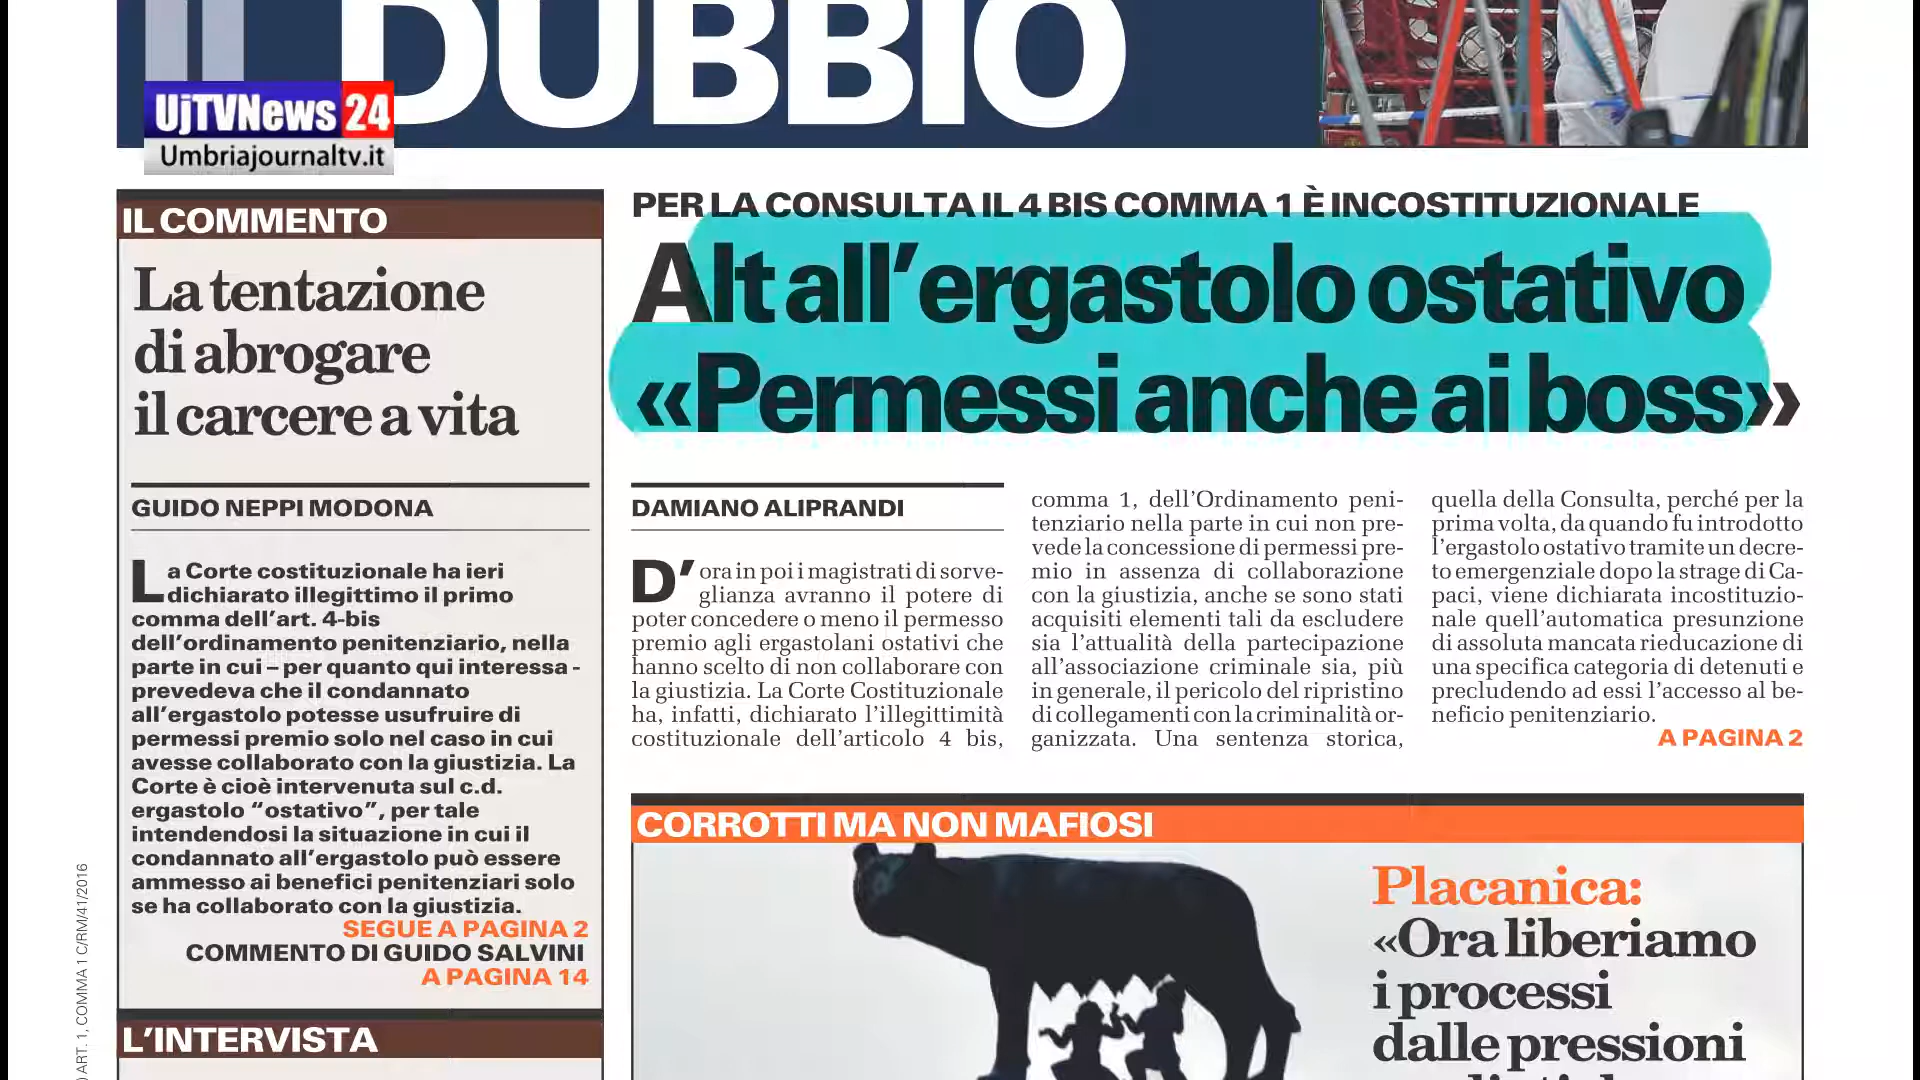 IL DUBBIO
UjTVNews 24
Umbriajournaltv.it
IL COMMENTO
La tentazione
di abrogare
il carcere a vita
GUIDO NEPPI MODONA
La Corte costituzionale ha ieri
dichiarato illegittimo il primo
comma dell'art. 4-bis
dell'ordinamento penitenziario, nella
parte in cui – per quanto qui interessa -
prevedeva che il condannato
all'ergastolo potesse usufruire di
permessi premio solo nel caso in cui
avesse collaborato con la giustizia. La
Corte è cioè intervenuta sul c.d.
ergastolo “ostativo”, per tale
intendendosi la situazione in cui il
condannato all'ergastolo può essere
ammesso ai benefici penitenziari solo
se ha collaborato con la giustizia.
SEGUE A PAGINA 2
COMMENTO DI GUIDO SALVINI
A PAGINA 14
L'INTERVISTA
) ART. 1, COMMA 1 C/RM/41/2016
PER LA CONSULTA IL 4 BIS COMMA 1 È INCOSTITUZIONALE
Alt all'ergastolo ostativo
«Permessi anche ai boss»
DAMIANO ALIPRANDI
D'ora in poi i magistrati di sorve-
glianza avranno il potere di
poter concedere o meno il permesso
premio agli ergastolani ostativi che
hanno scelto di non collaborare con
la giustizia. La Corte Costituzionale
ha, infatti, dichiarato l'illegittimità
costituzionale dell'articolo 4 bis,
comma 1, dell'Ordinamento peni-
tenziario nella parte in cui non pre-
vede la concessione di permessi pre-
mio in assenza di collaborazione
con la giustizia, anche se sono stati
acquisiti elementi tali da escludere
sia l'attualità della partecipazione
all'associazione criminale sia, più
in generale, il pericolo del ripristino
di collegamenti con la criminalità or-
ganizzata. Una sentenza storica,
quella della Consulta, perché per la
prima volta, da quando fu introdotto
l'ergastolo ostativo tramite un decre-
to emergenziale dopo la strage di Ca-
paci, viene dichiarata incostituzio-
nale quell'automatica presunzione
di assoluta mancata rieducazione di
una specifica categoria di detenuti e
precludendo ad essi l'accesso al be-
neficio penitenziario.
A PAGINA 2
CORROTTI MA NON MAFIOSI
Placanica:
«Ora liberiamo
i processi
dalle pressioni